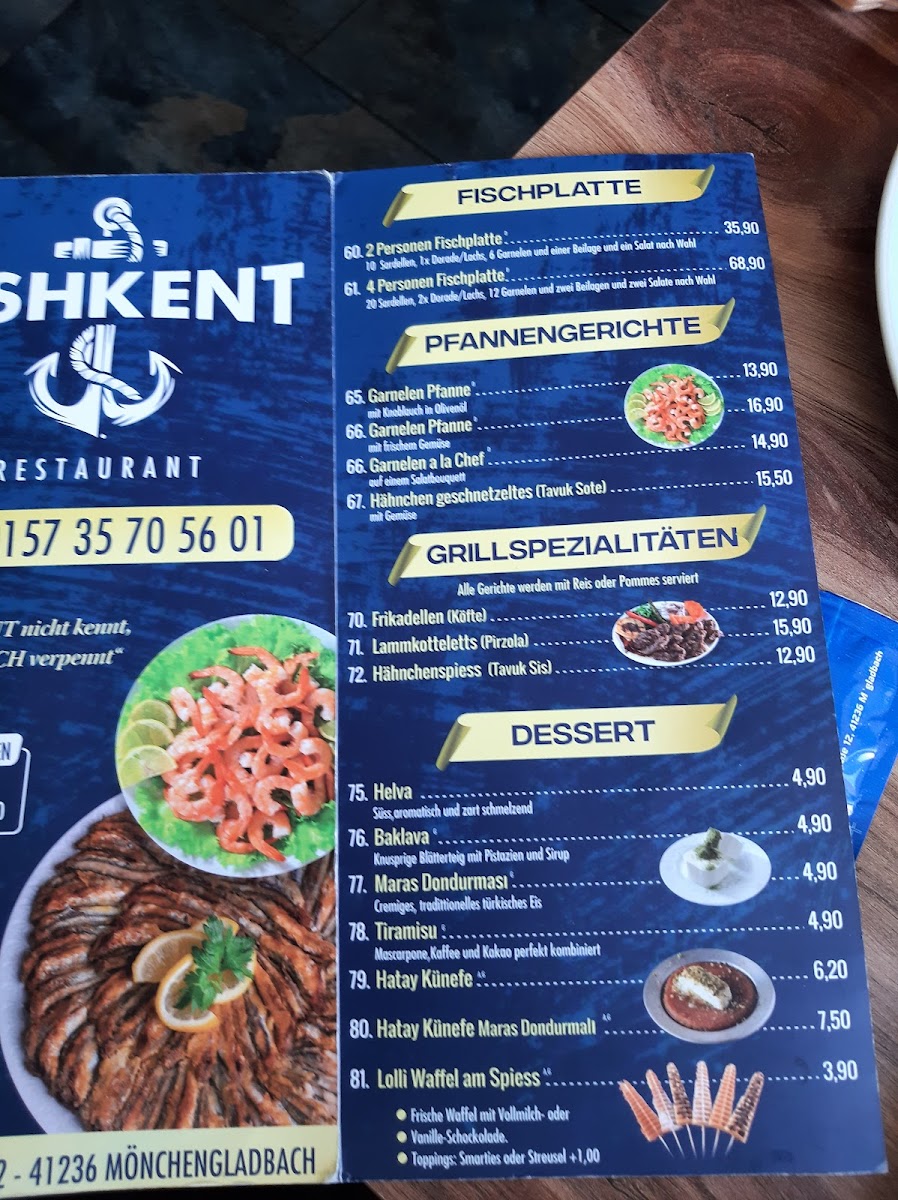 SHKENT
RESTAURANT
0157 35 70 56 01
nicht kennt,
verpennt“
41236 MÖNCHENGLADBACH
FISCHPLATTE
60. 2 Personen Fischplatte 35,90
10 Sardellen, 1x Dorade/Lachs, 6 Garnelen und einer Beilage und ein Salat nach Wahl
61. 4 Personen Fischplatte 68,90
20 Sardellen, 2x Dorade/Lachs, 12 Garnelen und zwei Beilagen und zwei Salate nach Wahl
PFANNENGERICHTE
65. Garnelen Pfanne 13,90
mit Knoblauch in Olivenöl
66. Garnelen Pfanne 16,90
mit frischem Gemüse
66. Garnelen a la Chef 14,90
auf einem Salatbouquett
67. Hähnchen geschnetzeltes (Tavuk Sote) 15,50
mit Gemüse
GRILLSPEZIALITÄTEN
Alle Gerichte werden mit Reis oder Pommes serviert
70. Frikadellen (Köfte) 12,90
71. Lammkotteletts (Pirzola) 15,90
72. Hähnchenspiess (Tavuk Sis) 12,90
DESSERT
75. Helva 4,90
Süss,aromatisch und zart schmelzend
76. Baklava 4,90
Knusprige Blätterteig mit Pistazien und Sirup
77. Maras Dondurması 4,90
Cremiges, tradittionelles türkisches Eis
78. Tiramisu 4,90
Mascarpone,Kaffee und Kakao perfekt kombiniert
79. Hatay Künefe 6,20
80. Hatay Künefe Maras Dondurmalı 7,50
81. Lolli Waffel am Spiess 3,90
Frische Waffel mit Vollmilch- oder
Vanille-Schockolade.
Toppings: Smarties oder Streusel +1,00
12, 41236 M gladbach